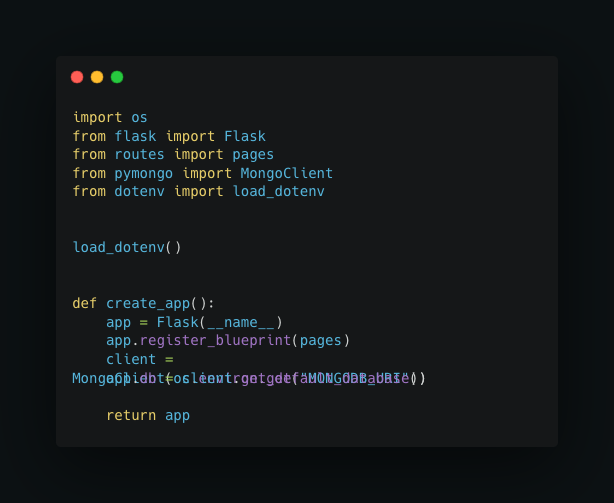 import os
from flask import Flask
from routes import pages
from pymongo import MongoClient
from dotenv import load_dotenv
load_dotenv()
def create_app():
app = Flask(__name__)
app.register_blueprint(pages)
client =
MongoClient(os.environ.get("MONGODB_URI"))
app.db = client.get_default_database()
return app